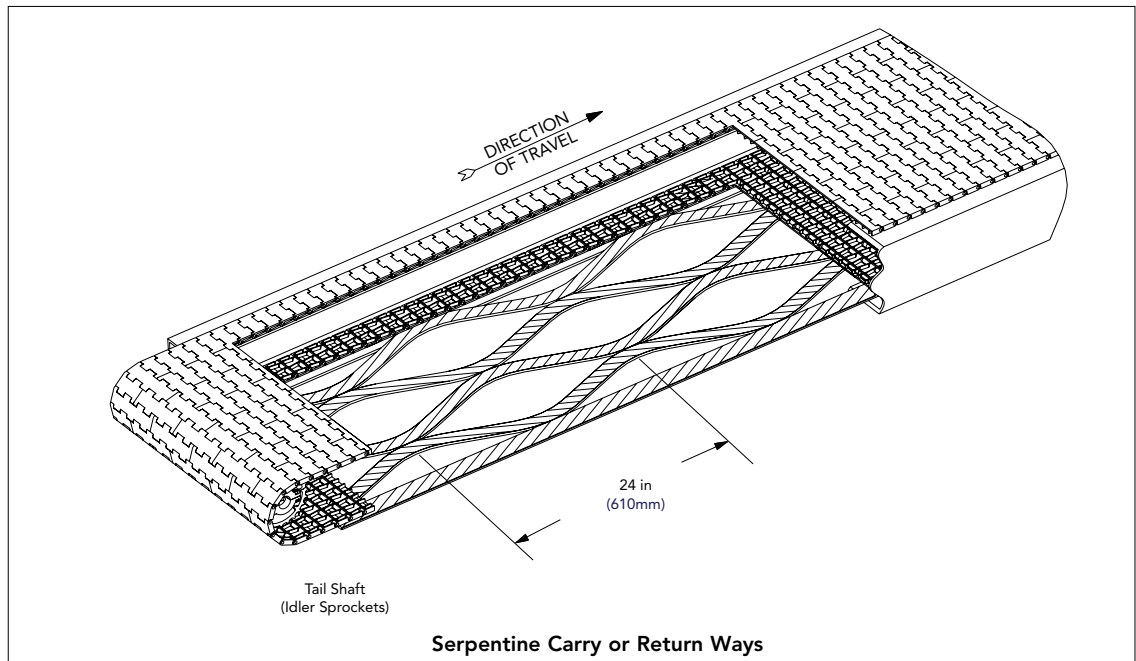 DIRECTION
OF TRAVEL
24 in
(610mm)
Tail Shaft
(Idler Sprockets)
Serpentine Carry or Return Ways